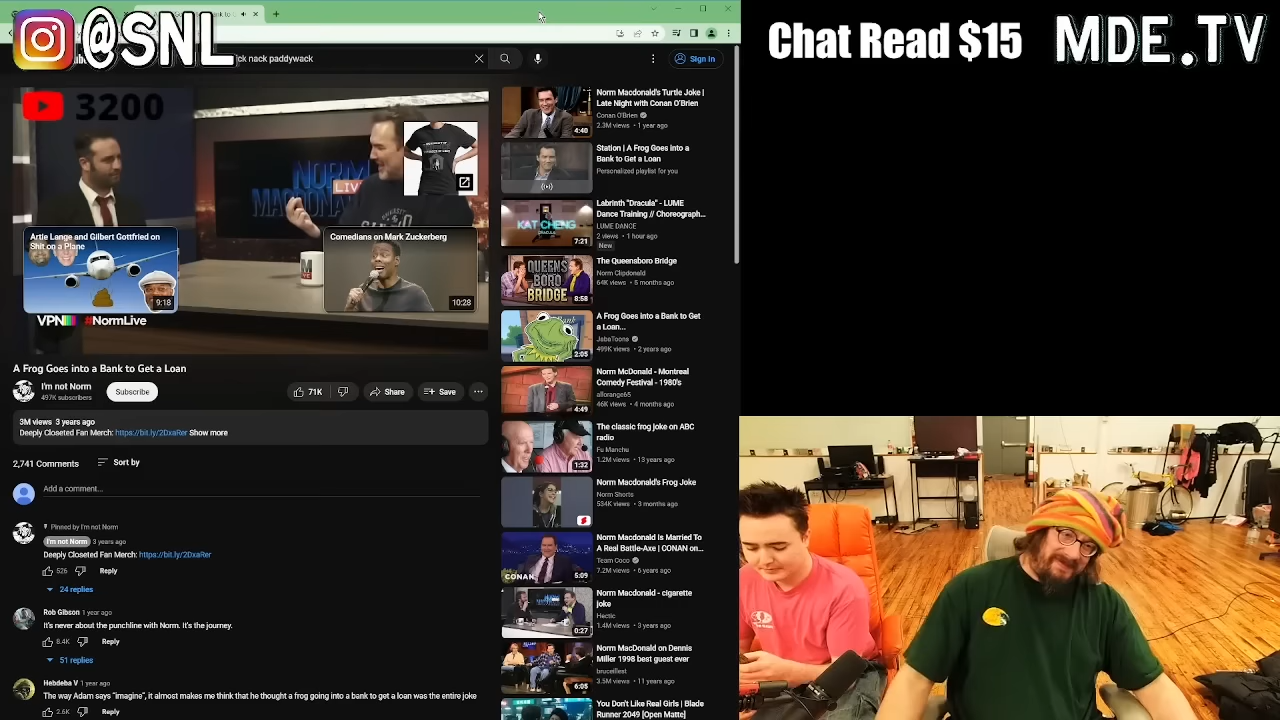 @SNL
ck nack paddywack
Sign in
3200
NORM
LIVE
Artie Lange and Gilbert Gottfried on
Shit on a Plane
9:18
Comedians on Mark Zuckerberg
10:28
VPN #NormLive
A Frog Goes into a Bank to Get a Loan
I'm not Norm
497K subscribers
Subscribe
71K
Share
Save
3M views 3 years ago
Deeply Closeted Fan Merch: https://bit.ly/2DxaRer Show more
2,741 Comments
Sort by
Add a comment...
Pinned by I'm not Norm
I'm not Norm 3 years ago
Deeply Closeted Fan Merch: https://bit.ly/2DxaRer
526 Reply
24 replies
Rob Gibson 1 year ago
It's never about the punchline with Norm. It's the journey.
8.4K Reply
51 replies
Hebdeba V 1 year ago
The way Adam says "imagine", it almost makes me think that he thought a frog going into a bank to get a loan was the entire joke
2.6K Reply
Norm Macdonald's Turtle Joke |
Late Night with Conan O'Brien
Conan O'Brien
2.3M views • 1 year ago
4:40
Station | A Frog Goes into a
Bank to Get a Loan
Personalized playlist for you
Labrinth "Dracula" - LUME
Dance Training // Choreograph...
LUME DANCE
2 views • 1 hour ago
New
KAT CHENG
DRACULA
7:21
The Queensboro Bridge
Norm Clipdonald
64K views • 5 months ago
QUEENS
BORO
BRIDGE
8:58
A Frog Goes into a Bank to Get
a Loan...
JabaToons
499K views • 2 years ago
2:05
Norm McDonald - Montreal
Comedy Festival - 1980's
allorange65
46K views • 4 months ago
4:49
The classic frog joke on ABC
radio
Fu Manchu
1.2M views • 13 years ago
1:32
Norm Macdonald's Frog Joke
Norm Shorts
534K views • 3 months ago
Norm Macdonald Is Married To
A Real Battle-Axe | CONAN on...
Team Coco
7.2M views • 6 years ago
CONAN
5:09
Norm Macdonald - cigarette
joke
Hectic
1.4M views • 3 years ago
0:27
Norm MacDonald on Dennis
Miller 1998 best guest ever
bruceillest
3.5M views • 11 years ago
6:05
You Don't Like Real Girls | Blade
Runner 2049 [Open Matte]
Chat Read $15
MDE.TV